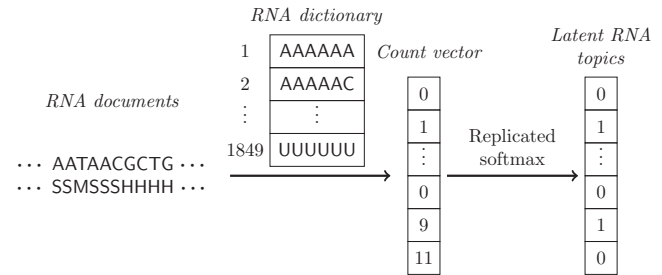 RNA dictionary
1 AAAAAA
2 AAAAAC
⋮ ⋮
1849 UUUUUU
RNA documents
··· AATAACGCTG ···
··· SSMSSSHHHH ···
Count vector
0
1
⋮
0
9
11
Replicated
softmax
Latent RNA
topics
0
1
⋮
0
1
0